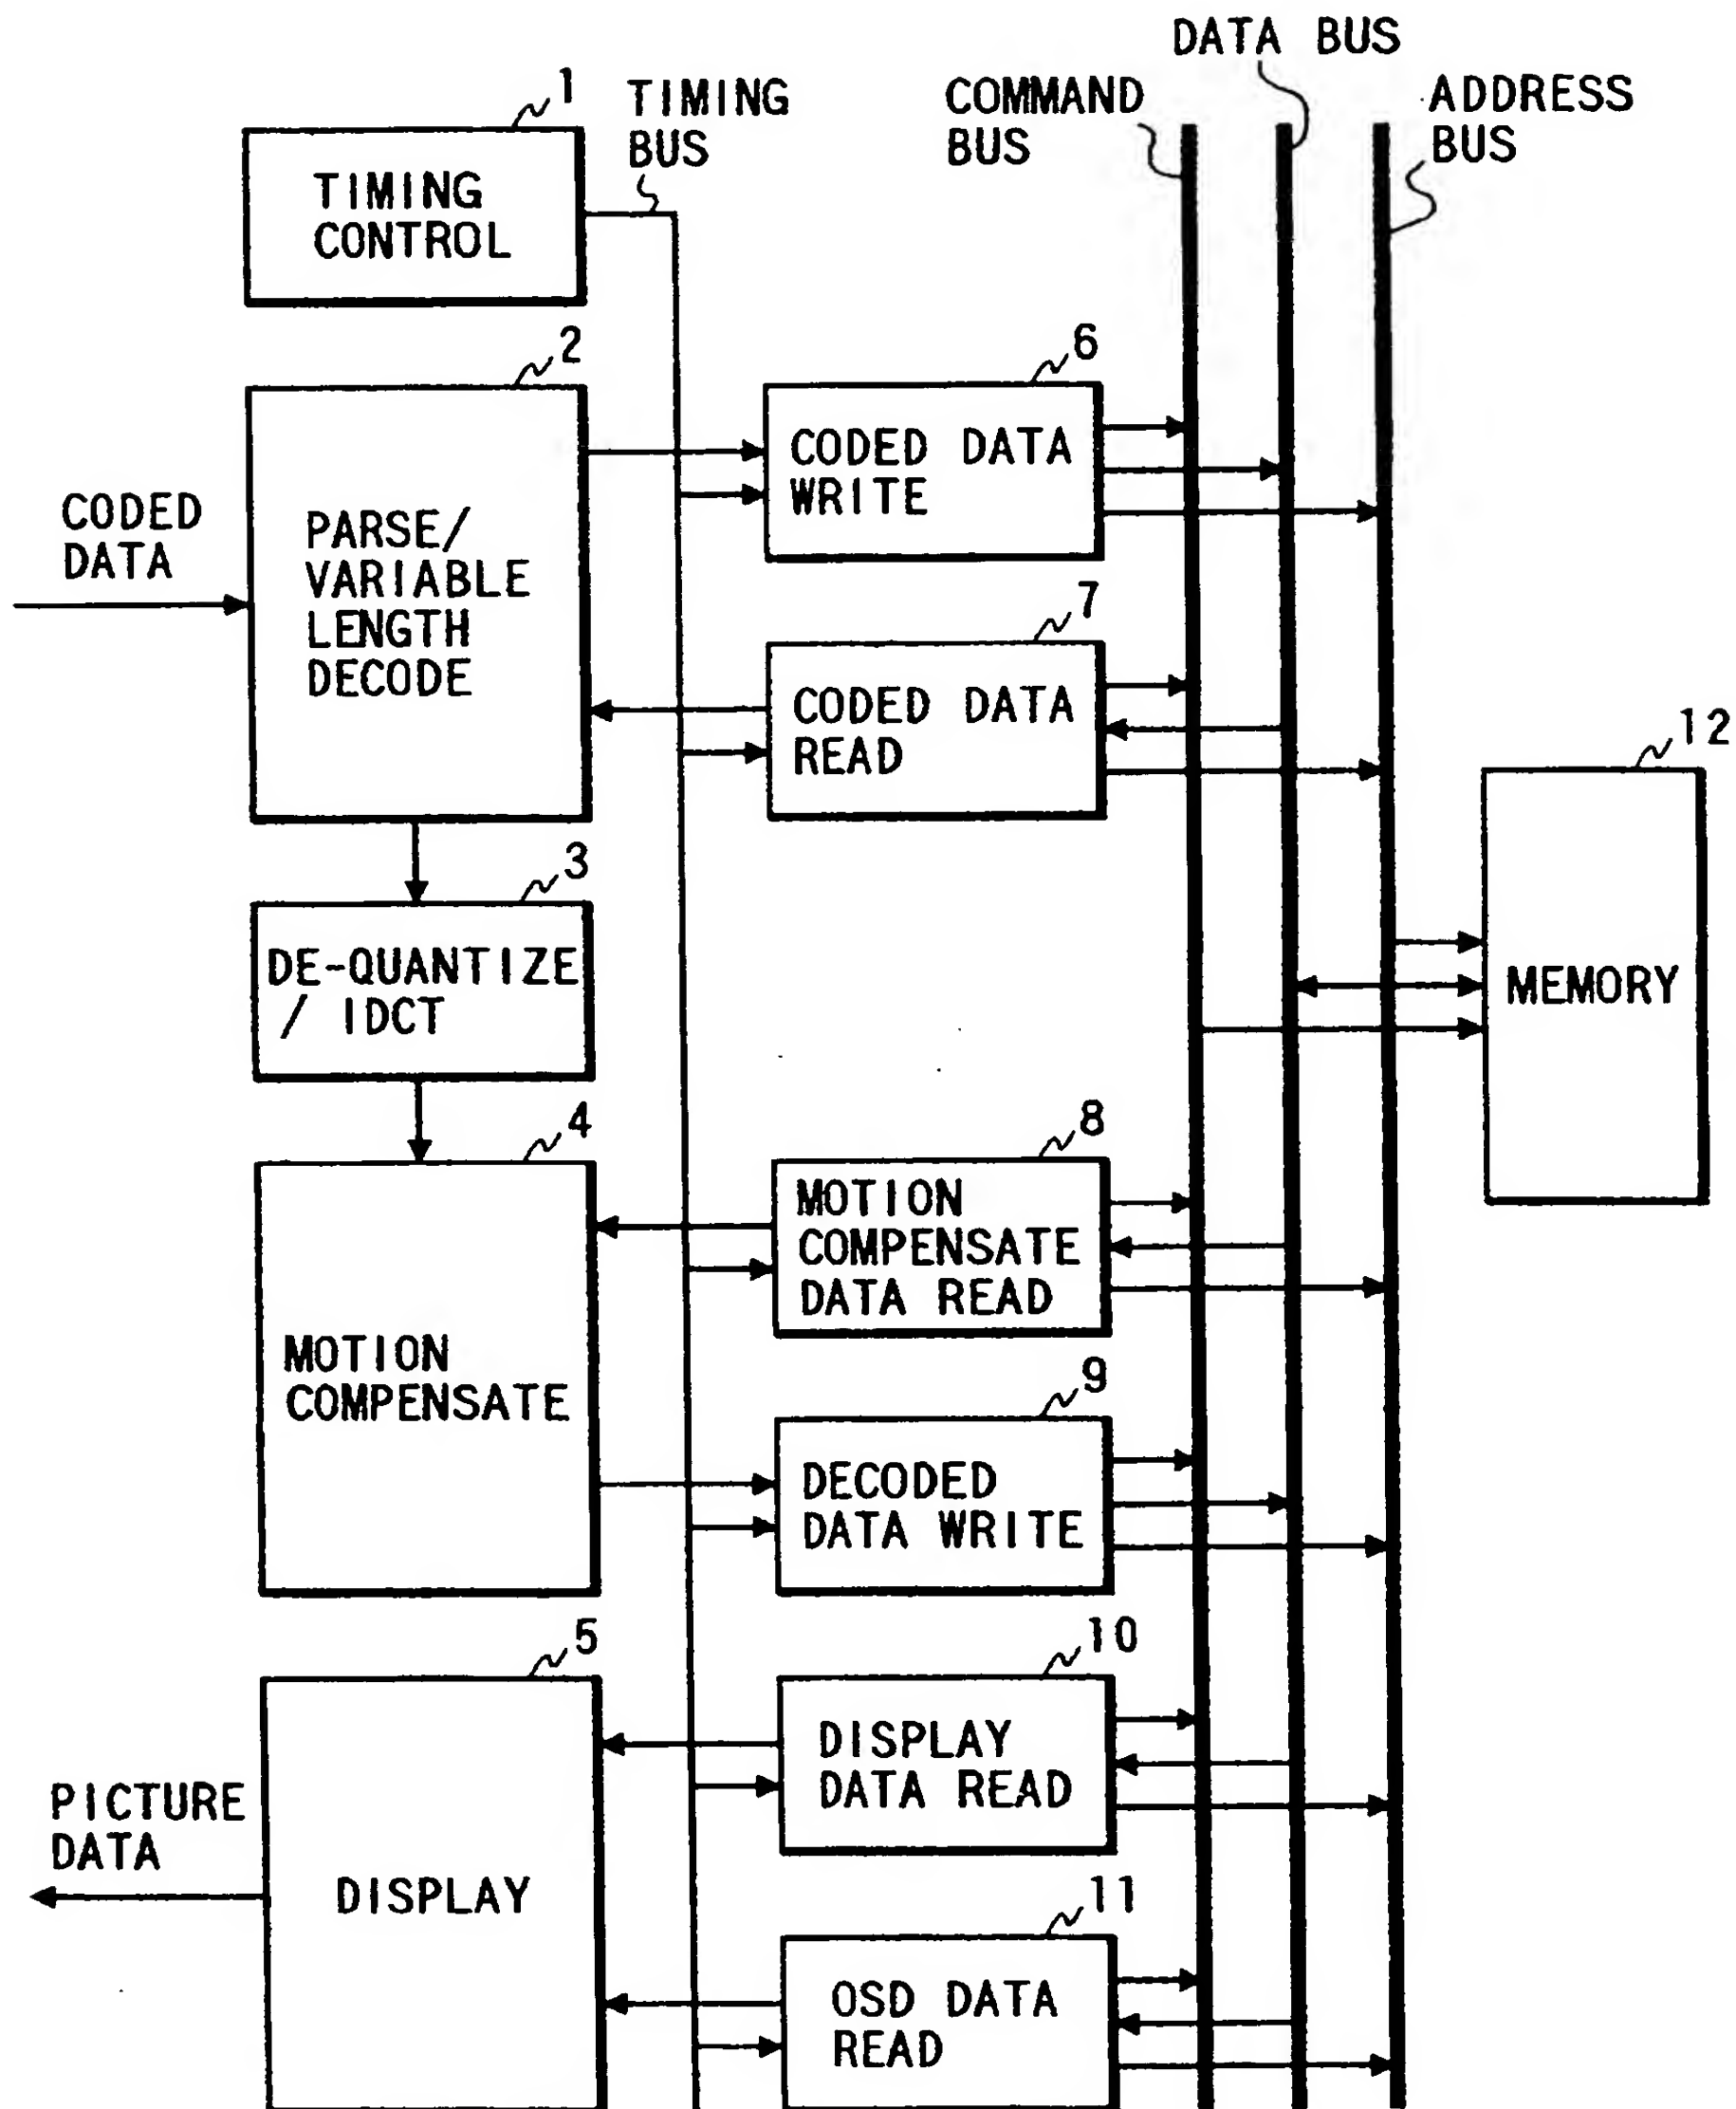 DATA BUS
TIMING
BUS
COMMAND
BUS
ADDRESS
BUS
1
TIMING
CONTROL
2
CODED
DATA
PARSE/
VARIABLE
LENGTH
DECODE
6
CODED DATA
WRITE
7
CODED DATA
READ
12
MEMORY
3
DE-QUANTIZE
/ IDCT
4
MOTION
COMPENSATE
8
MOTION
COMPENSATE
DATA READ
9
DECODED
DATA WRITE
5
PICTURE
DATA
DISPLAY
10
DISPLAY
DATA READ
11
OSD DATA
READ